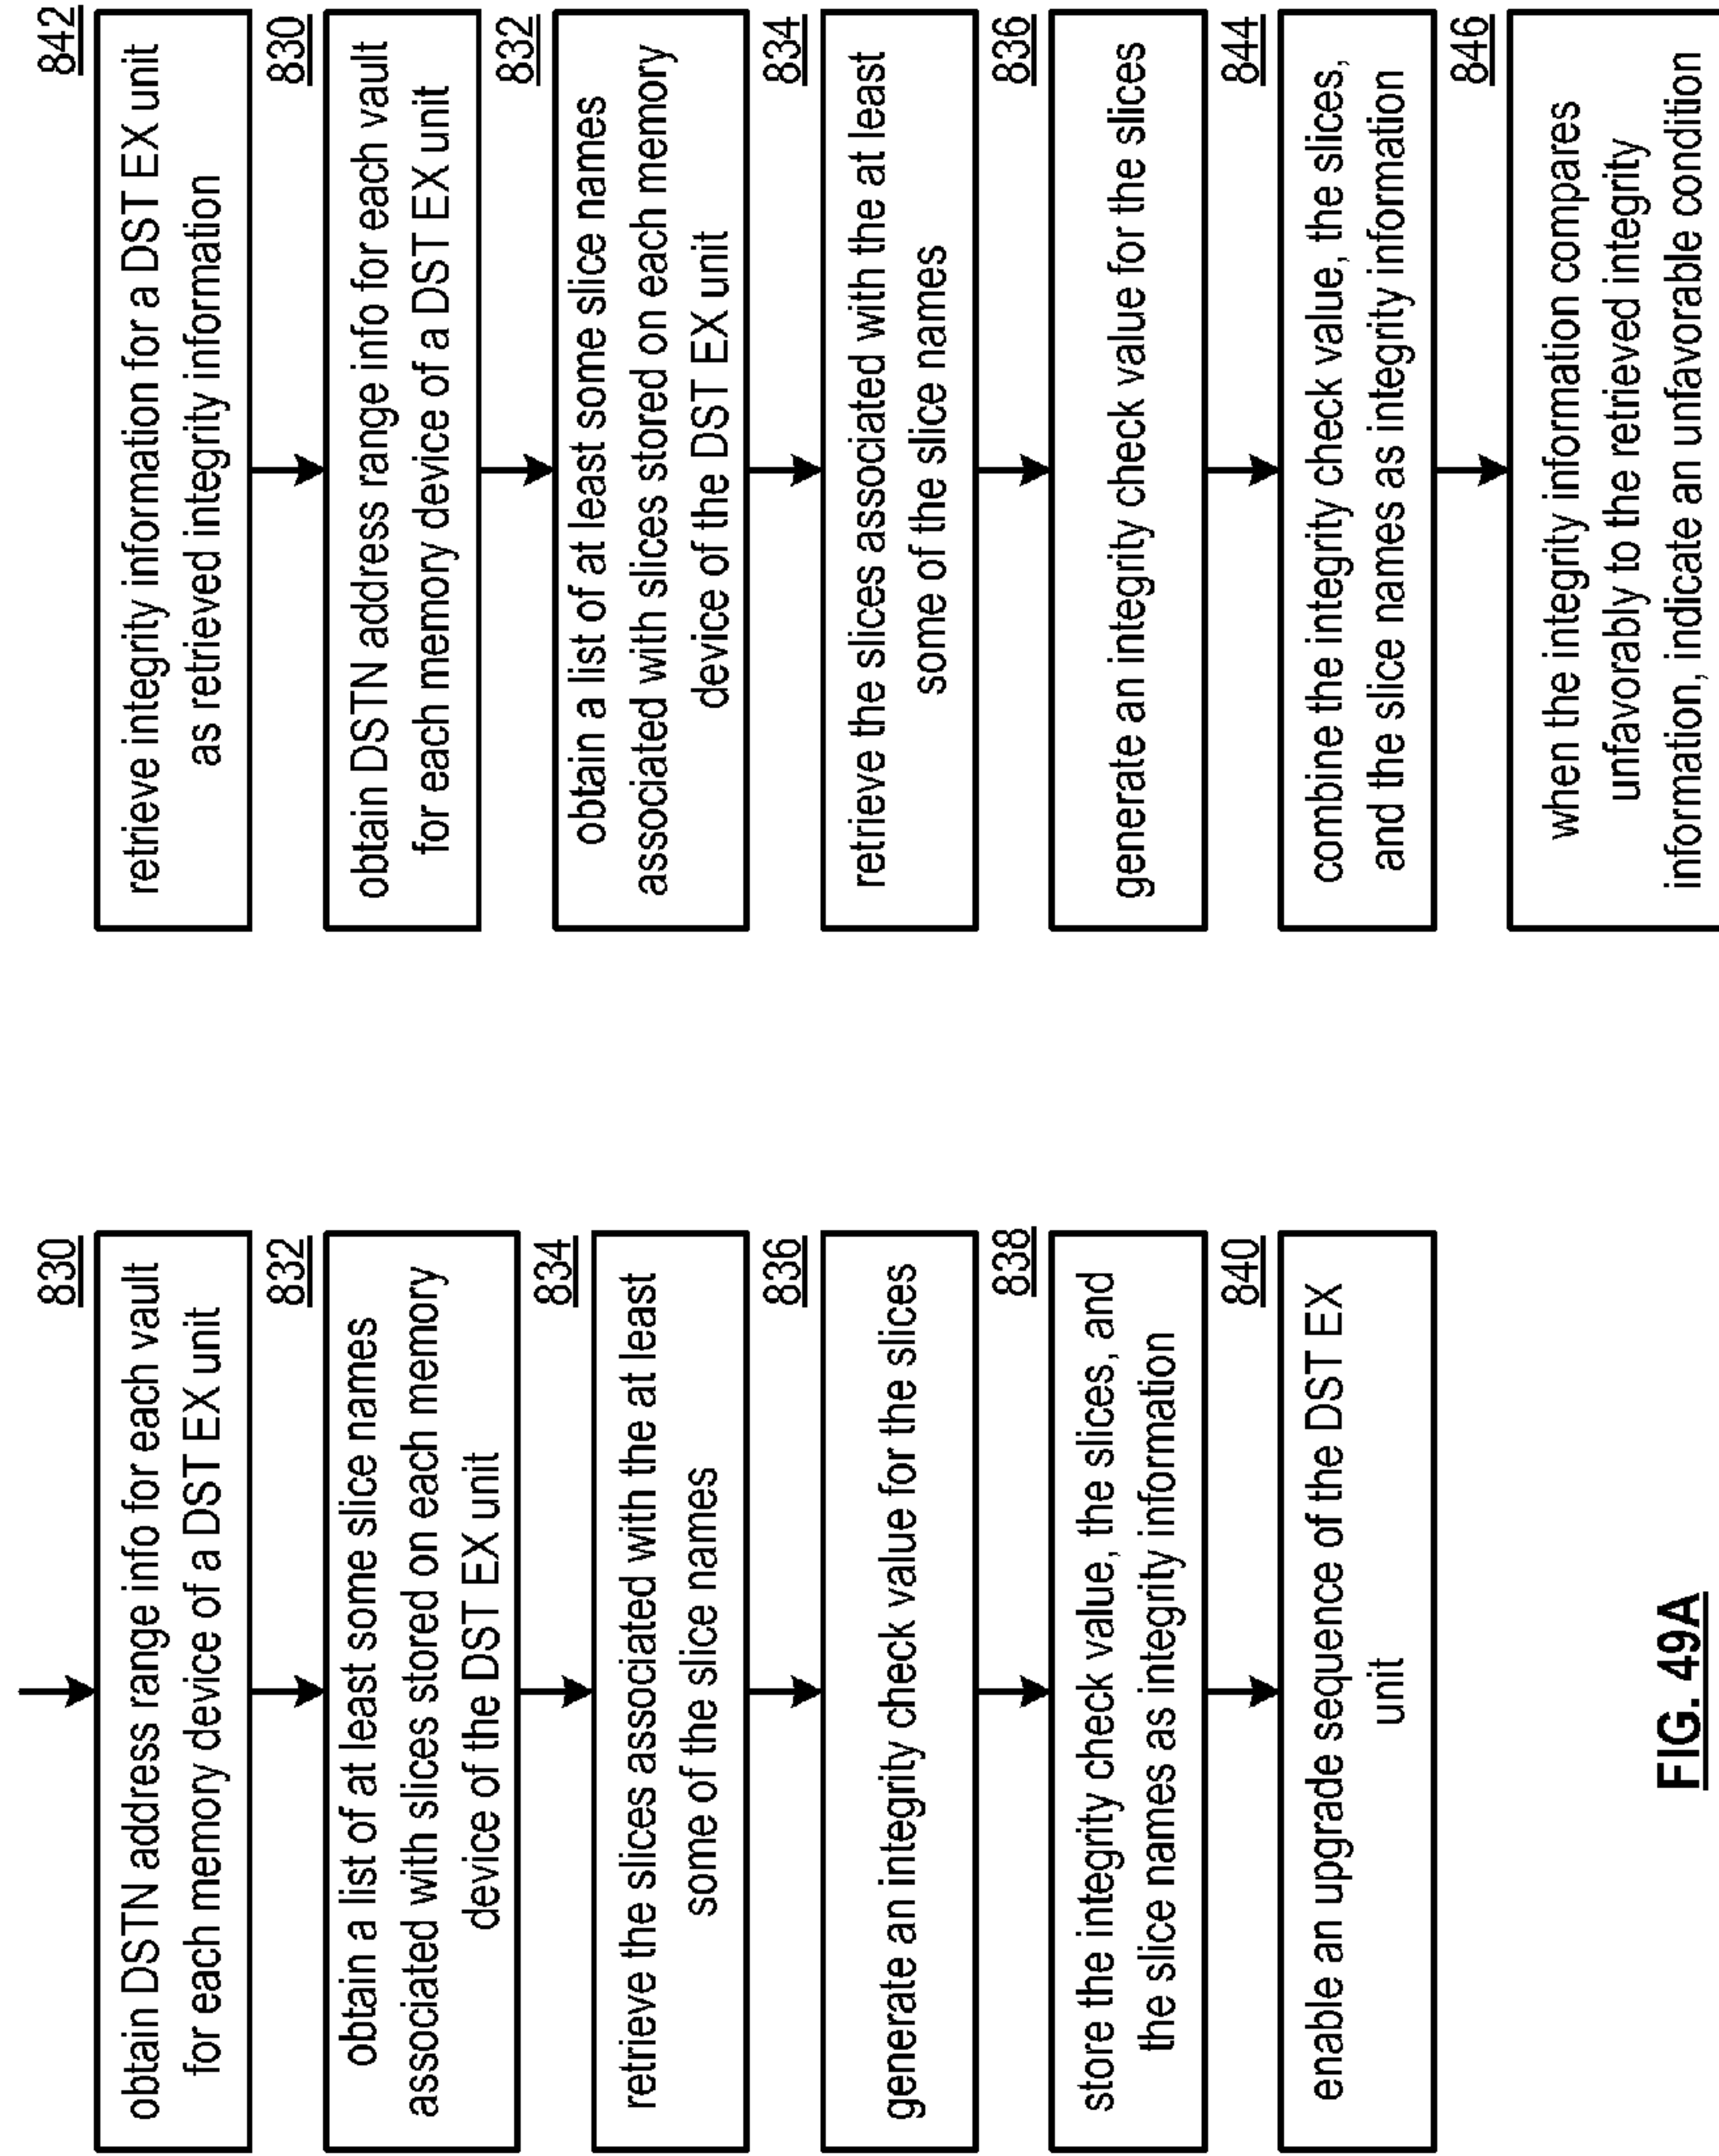 830
obtain DSTN address range info for each vault
for each memory device of a DST EX unit
832
obtain a list of at least some slice names
associated with slices stored on each memory
device of the DST EX unit
834
retrieve the slices associated with the at least
some of the slice names
836
generate an integrity check value for the slices
838
store the integrity check value, the slices, and
the slice names as integrity information
840
enable an upgrade sequence of the DST EX
unit
FIG. 49A
842
retrieve integrity information for a DST EX unit
as retrieved integrity information
830
obtain DSTN address range info for each vault
for each memory device of a DST EX unit
832
obtain a list of at least some slice names
associated with slices stored on each memory
device of the DST EX unit
834
retrieve the slices associated with the at least
some of the slice names
836
generate an integrity check value for the slices
844
combine the integrity check value, the slices,
and the slice names as integrity information
846
when the integrity information compares
unfavorably to the retrieved integrity
information, indicate an unfavorable condition